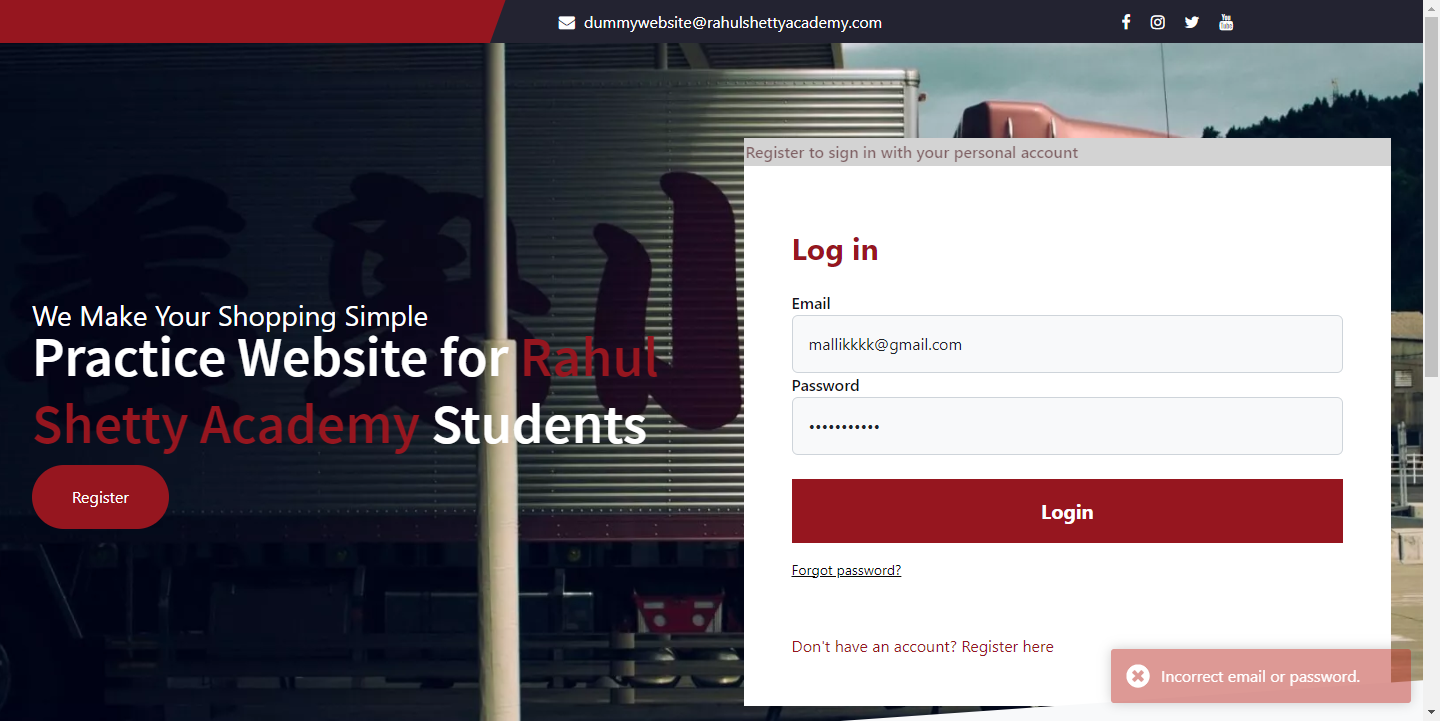 dummywebsite@rahulshettyacademy.com
Register to sign in with your personal account
We Make Your Shopping Simple
Practice Website for Rahul
Shetty Academy Students
Register
Log in
Email
mallikkkk@gmail.com
Password
•••••••••••
Login
Forgot password?
Don't have an account? Register here
Incorrect email or password.